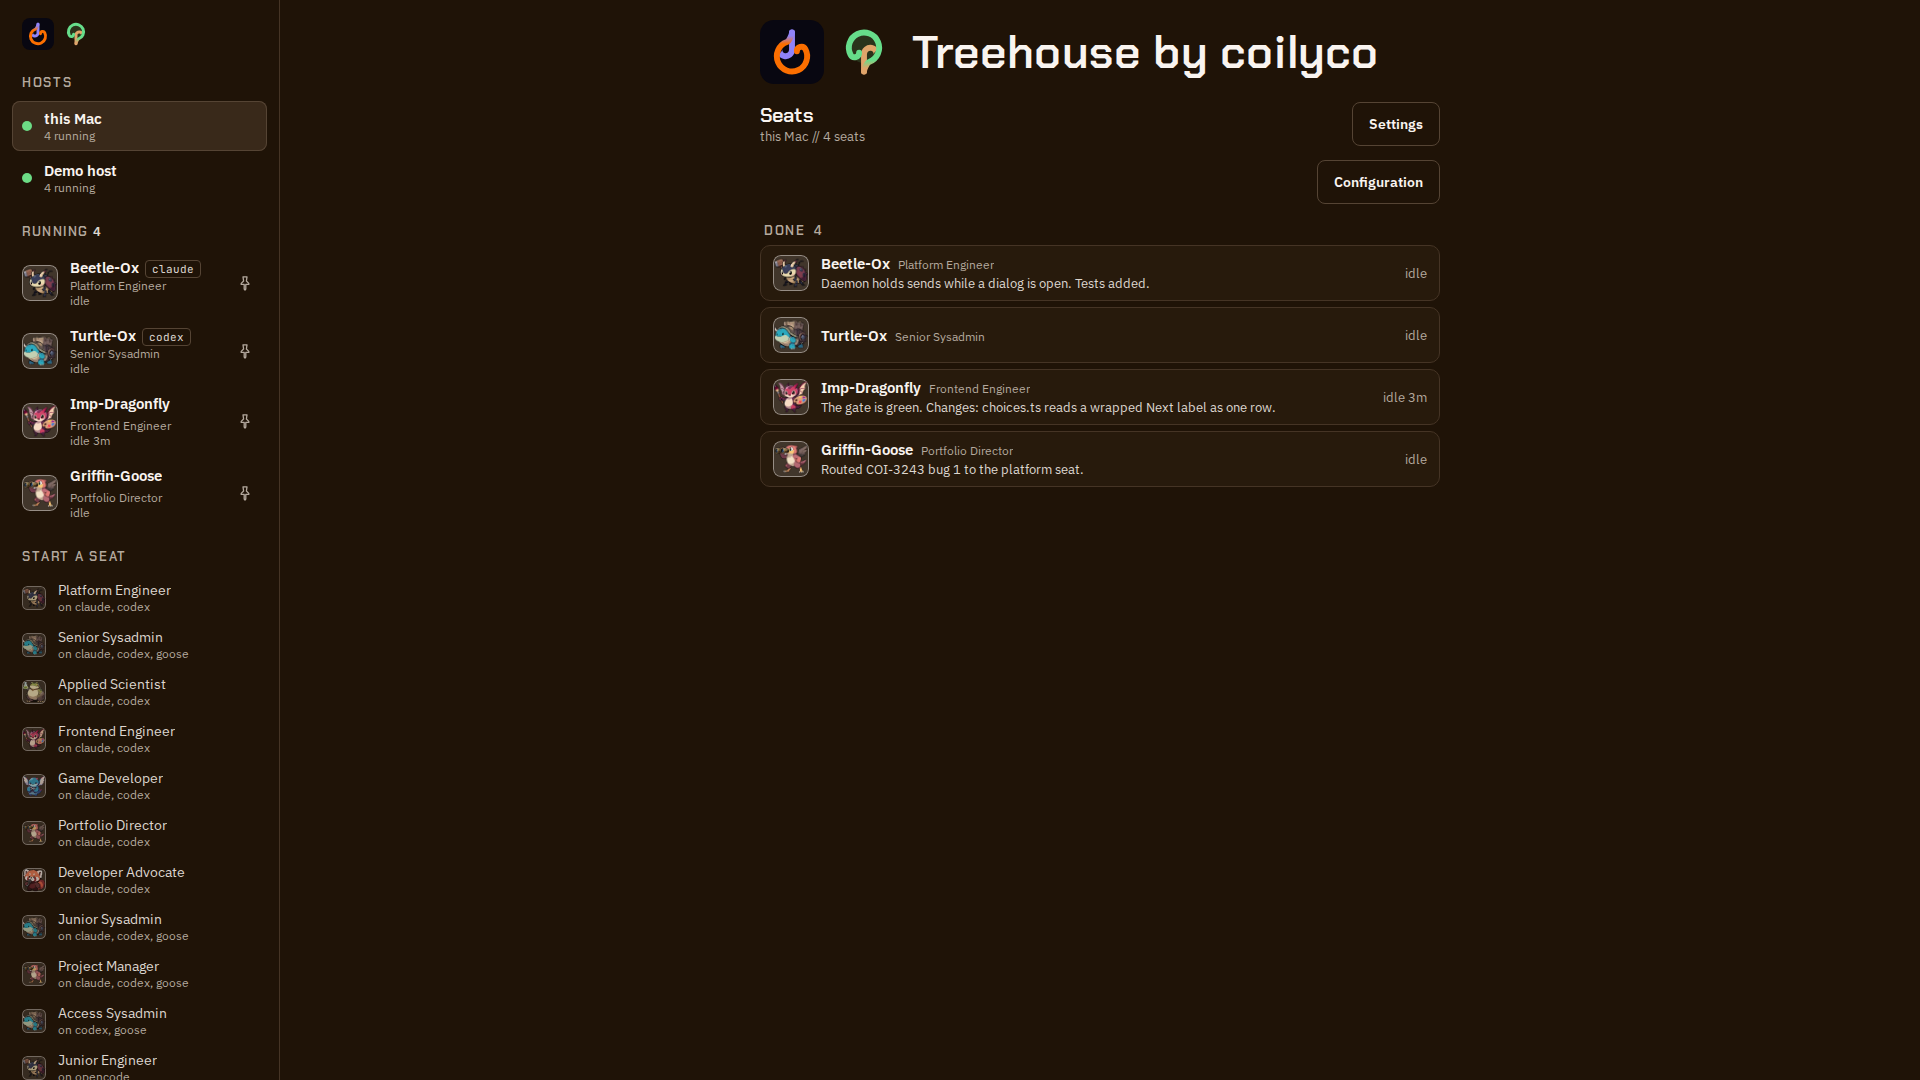 HOSTS
this Mac
4 running
Demo host
4 running
RUNNING 4
Beetle-Ox claude
Platform Engineer
idle
Turtle-Ox codex
Senior Sysadmin
idle
Imp-Dragonfly
Frontend Engineer
idle 3m
Griffin-Goose
Portfolio Director
idle
START A SEAT
Platform Engineer
on claude, codex
Senior Sysadmin
on claude, codex, goose
Applied Scientist
on claude, codex
Frontend Engineer
on claude, codex
Game Developer
on claude, codex
Portfolio Director
on claude, codex
Developer Advocate
on claude, codex
Junior Sysadmin
on claude, codex, goose
Project Manager
on claude, codex, goose
Access Sysadmin
on codex, goose
Junior Engineer
on opencode
Treehouse by coilyco
Seats
this Mac // 4 seats
Settings
Configuration
DONE 4
Beetle-Ox Platform Engineer
Daemon holds sends while a dialog is open. Tests added.
idle
Turtle-Ox Senior Sysadmin
idle
Imp-Dragonfly Frontend Engineer
The gate is green. Changes: choices.ts reads a wrapped Next label as one row.
idle 3m
Griffin-Goose Portfolio Director
Routed COI-3243 bug 1 to the platform seat.
idle